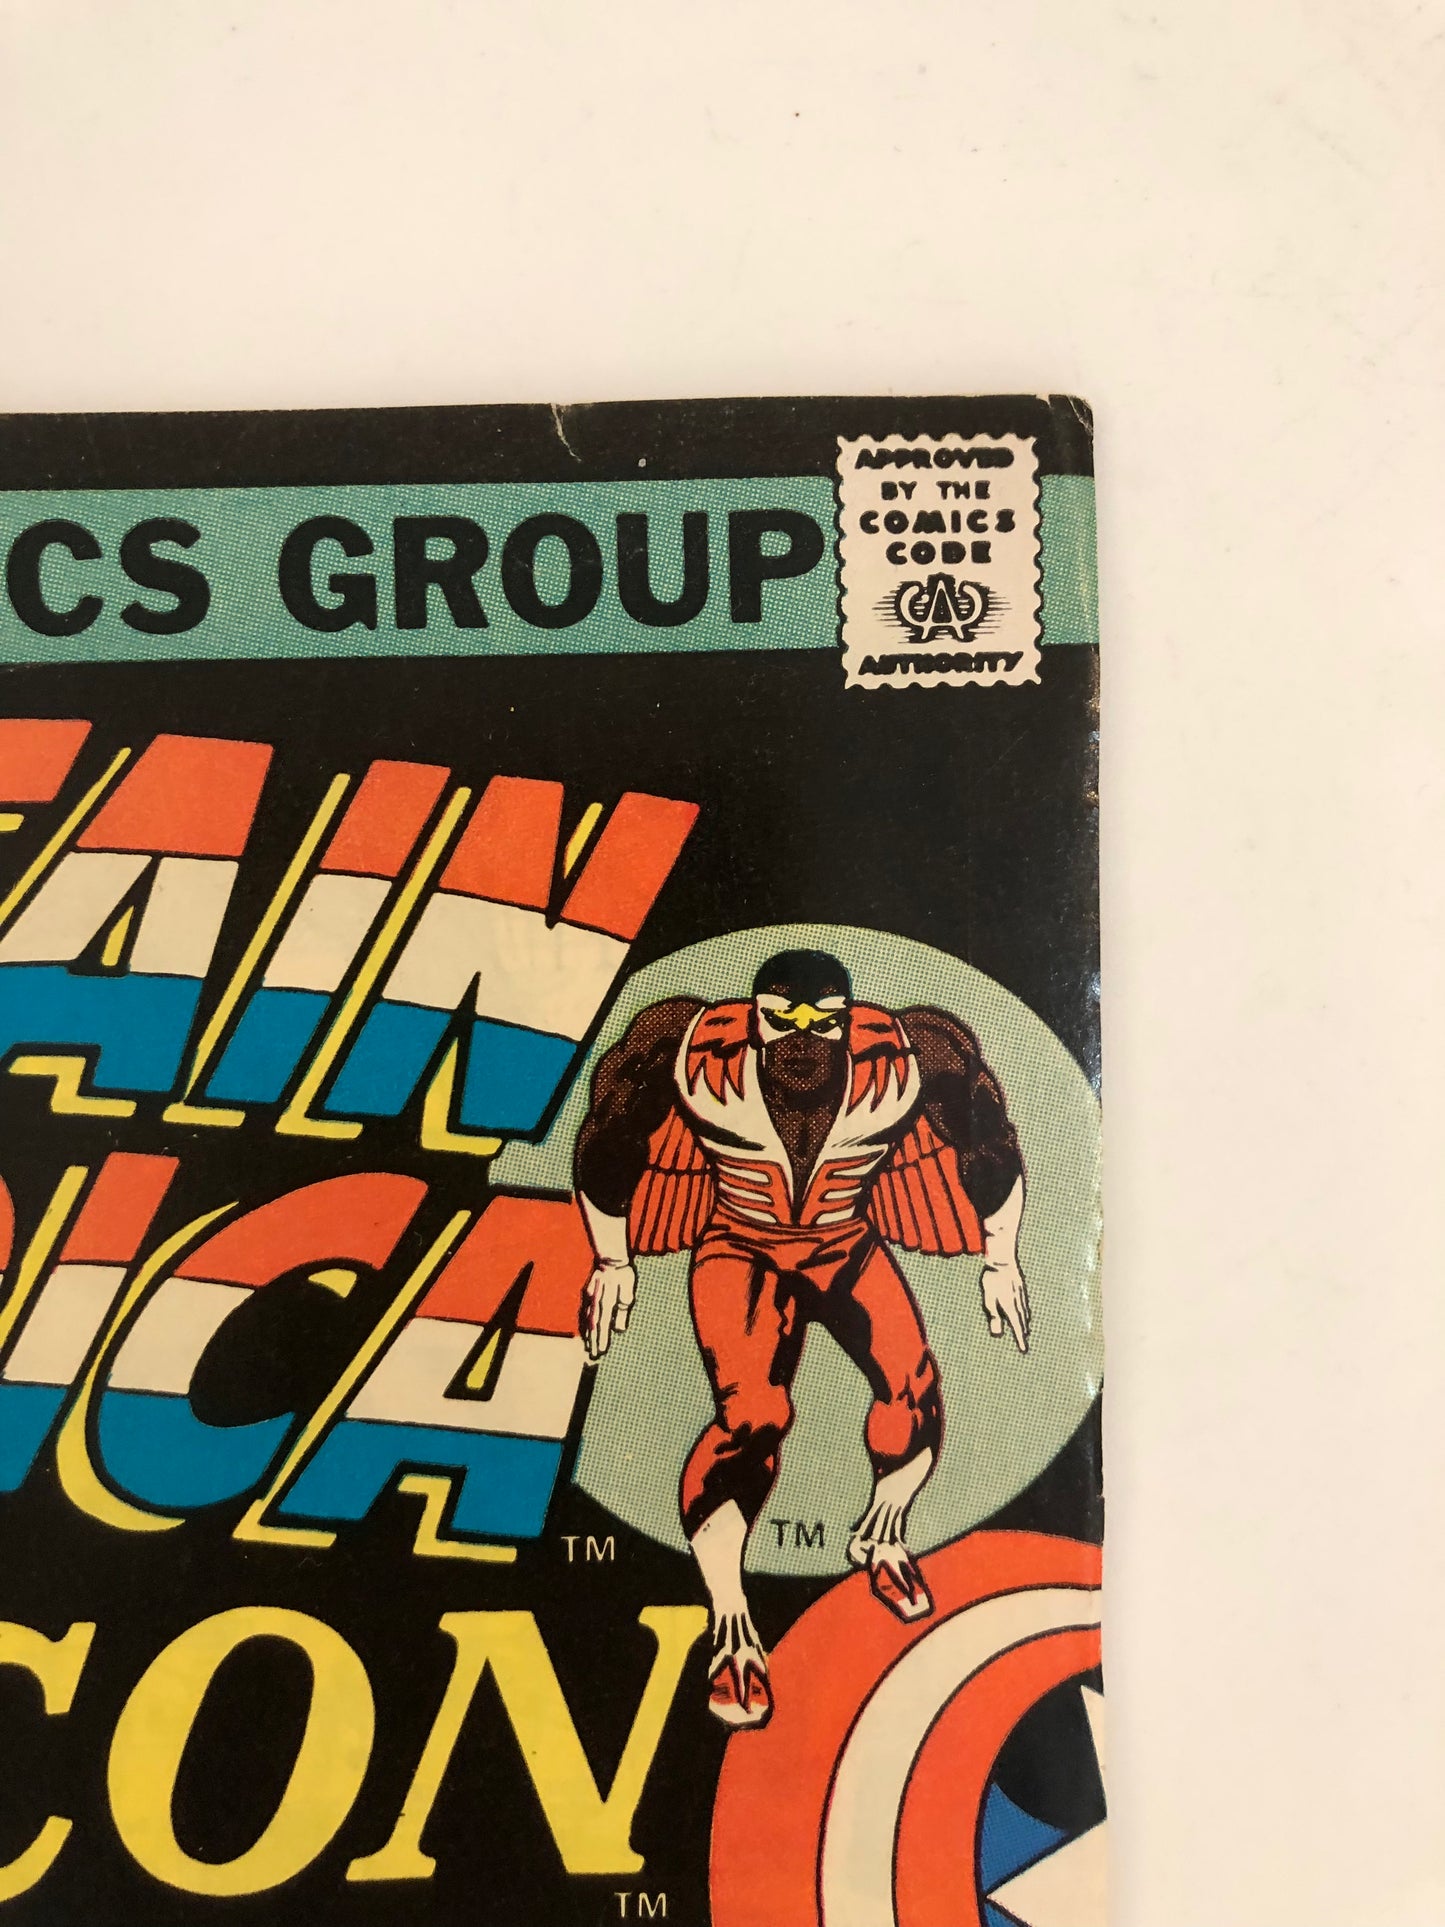 CS GROUP
APPROVED
BY THE
COMICS
CODE
AUTHORITY
TAIN
RICA TM
TM
CON
TM